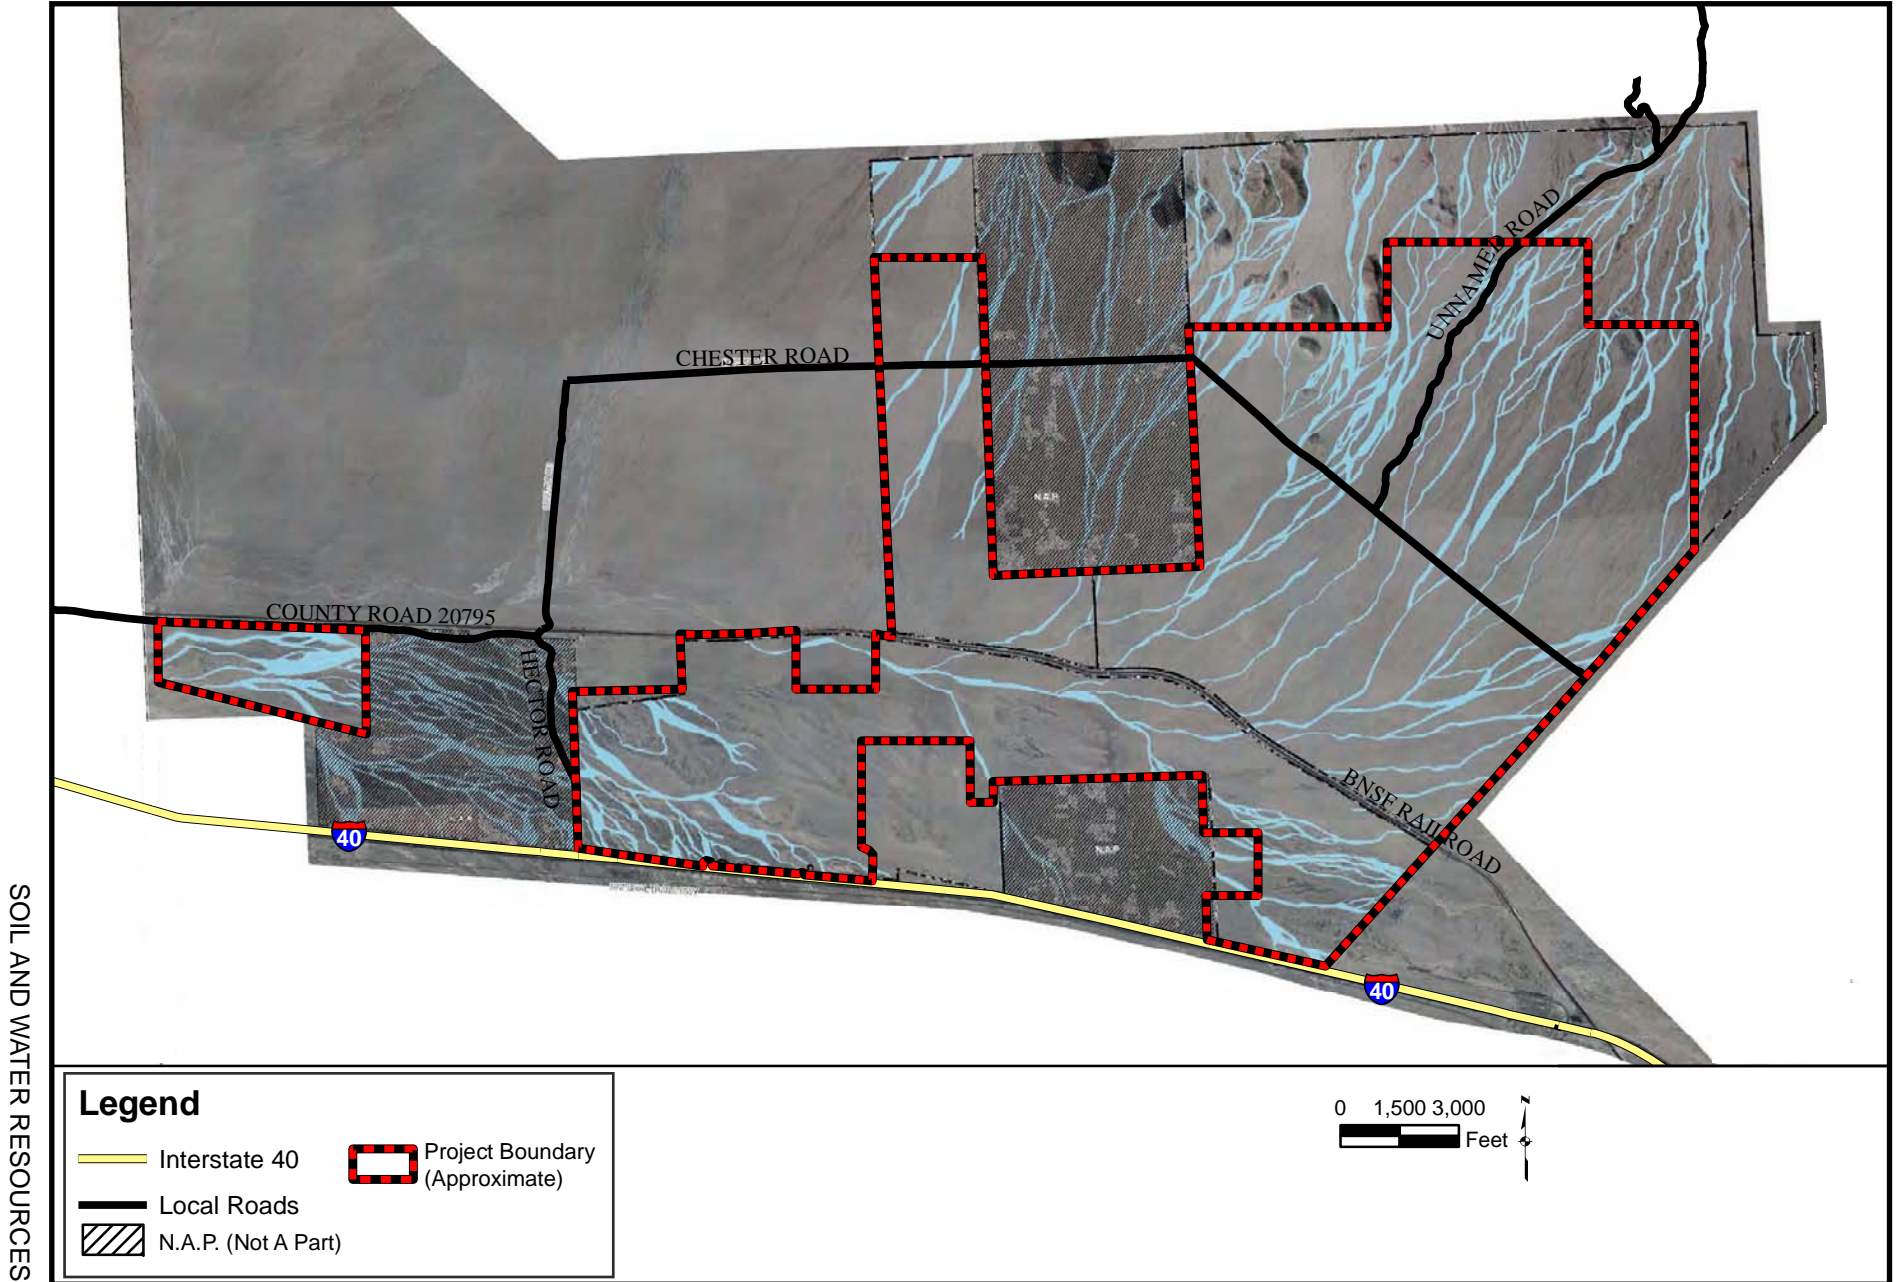 UNNAMED ROAD
CHESTER ROAD
N.A.P.
COUNTY ROAD 20795
HECTOR ROAD
BNSF RAILROAD
40
N.A.P.
40
SOIL AND WATER RESOURCES
Legend
Interstate 40
Local Roads
N.A.P. (Not A Part)
Project Boundary
(Approximate)
0 1,500 3,000
Feet
N